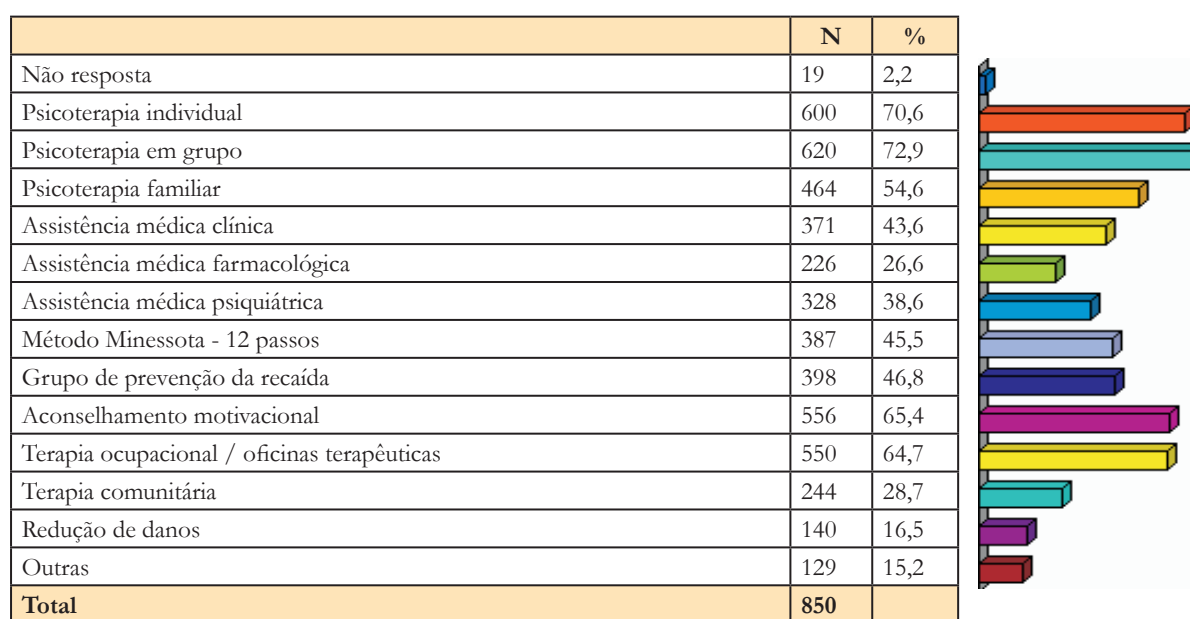 N %
Não resposta 19 2,2
Psicoterapia individual 600 70,6
Psicoterapia em grupo 620 72,9
Psicoterapia familiar 464 54,6
Assistência médica clínica 371 43,6
Assistência médica farmacológica 226 26,6
Assistência médica psiquiátrica 328 38,6
Método Minessota - 12 passos 387 45,5
Grupo de prevenção da recaída 398 46,8
Aconselhamento motivacional 556 65,4
Terapia ocupacional / oficinas terapêuticas 550 64,7
Terapia comunitária 244 28,7
Redução de danos 140 16,5
Outras 129 15,2
Total 850